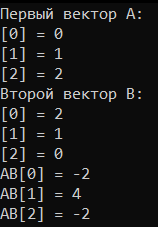 Первый вектор А:
[0] = 0
[1] = 1
[2] = 2
Второй вектор В:
[0] = 2
[1] = 1
[2] = 0
AB[0] = -2
AB[1] = 4
AB[2] = -2